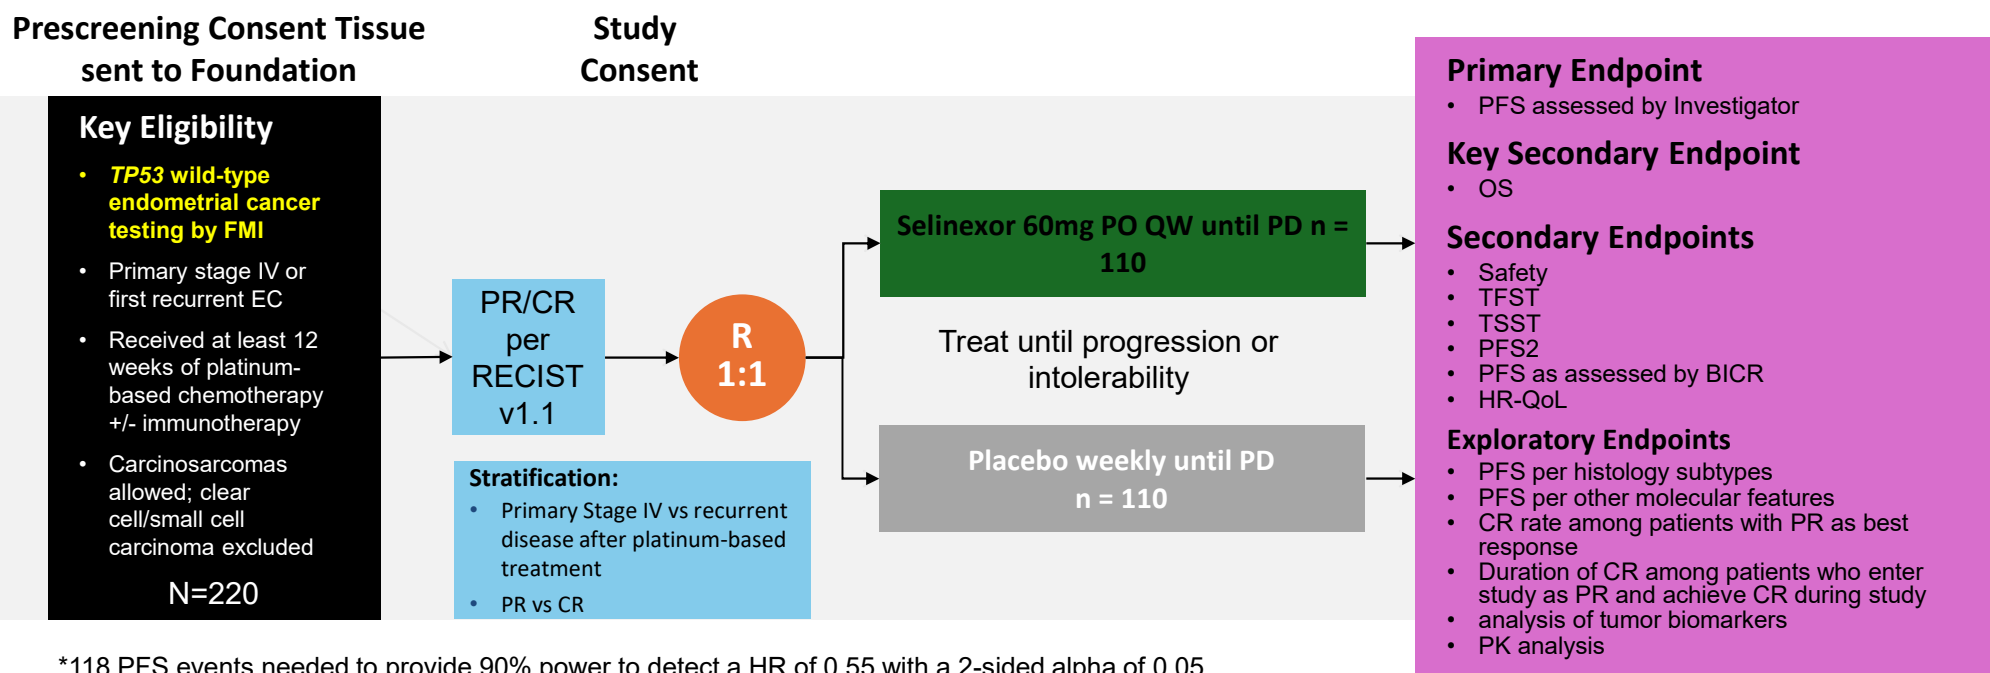 Prescreening Consent Tissue
sent to Foundation
Study
Consent
Key Eligibility
• TP53 wild-type
endometrial cancer
testing by FMI
• Primary stage IV or
first recurrent EC
• Received at least 12
weeks of platinum-
based chemotherapy
+/- immunotherapy
• Carcinosarcomas
allowed; clear
cell/small cell
carcinoma excluded
N=220
PR/CR
per
RECIST
v1.1
Stratification:
• Primary Stage IV vs recurrent
disease after platinum-based
treatment
• PR vs CR
R
1:1
Selinexor 60mg PO QW until PD n =
110
Treat until progression or
intolerability
Placebo weekly until PD
n = 110
Primary Endpoint
• PFS assessed by Investigator
Key Secondary Endpoint
• OS
Secondary Endpoints
• Safety
• TFST
• TSST
• PFS2
• PFS as assessed by BICR
• HR-QoL
Exploratory Endpoints
• PFS per histology subtypes
• PFS per other molecular features
• CR rate among patients with PR as best
response
• Duration of CR among patients who enter
study as PR and achieve CR during study
• analysis of tumor biomarkers
• PK analysis
*118 PFS events needed to provide 90% power to detect a HR of 0.55 with a 2-sided alpha of 0.05